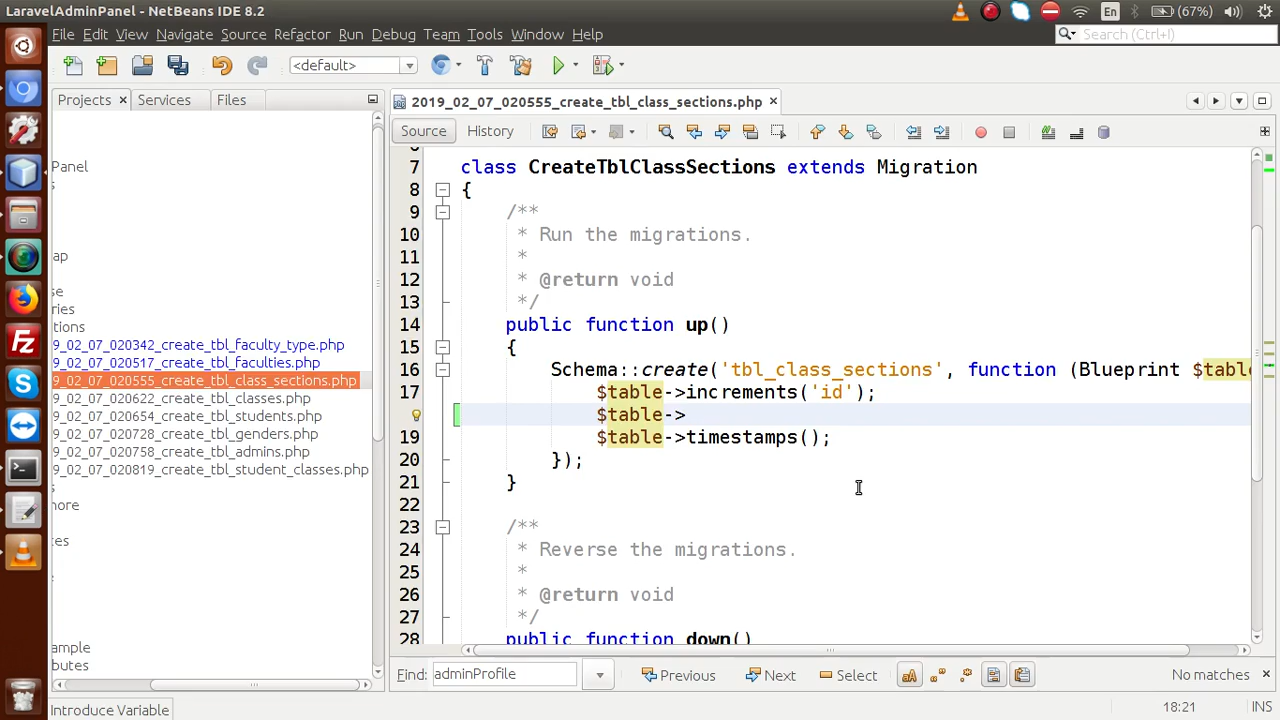 LaravelAdminPanel - NetBeans IDE 8.2
En
(67%)
File Edit View Navigate Source Refactor Run Debug Team Tools Window Help
Search (Ctrl+I)
<default>
Projects
Services
Files
Panel
ap
se
ries
tions
9_02_07_020342_create_tbl_faculty_type.php
9_02_07_020517_create_tbl_faculties.php
9_02_07_020555_create_tbl_class_sections.php
9_02_07_020622_create_tbl_classes.php
9_02_07_020654_create_tbl_students.php
9_02_07_020728_create_tbl_genders.php
9_02_07_020758_create_tbl_admins.php
9_02_07_020819_create_tbl_student_classes.php
s
ore
es
ample
butes
2019_02_07_020555_create_tbl_class_sections.php
Source History
7 class CreateTblClassSections extends Migration
8 {
9 /**
10 * Run the migrations.
11 *
12 * @return void
13 */
14 public function up()
15 {
16 Schema::create('tbl_class_sections', function (Blueprint $table
17 $table->increments('id');
$table->
19 $table->timestamps();
20 });
21 }
22
23 /**
24 * Reverse the migrations.
25 *
26 * @return void
27 */
28 public function down()
Find: adminProfile
Previous
Next
Select
No matches
Introduce Variable
18:21
INS